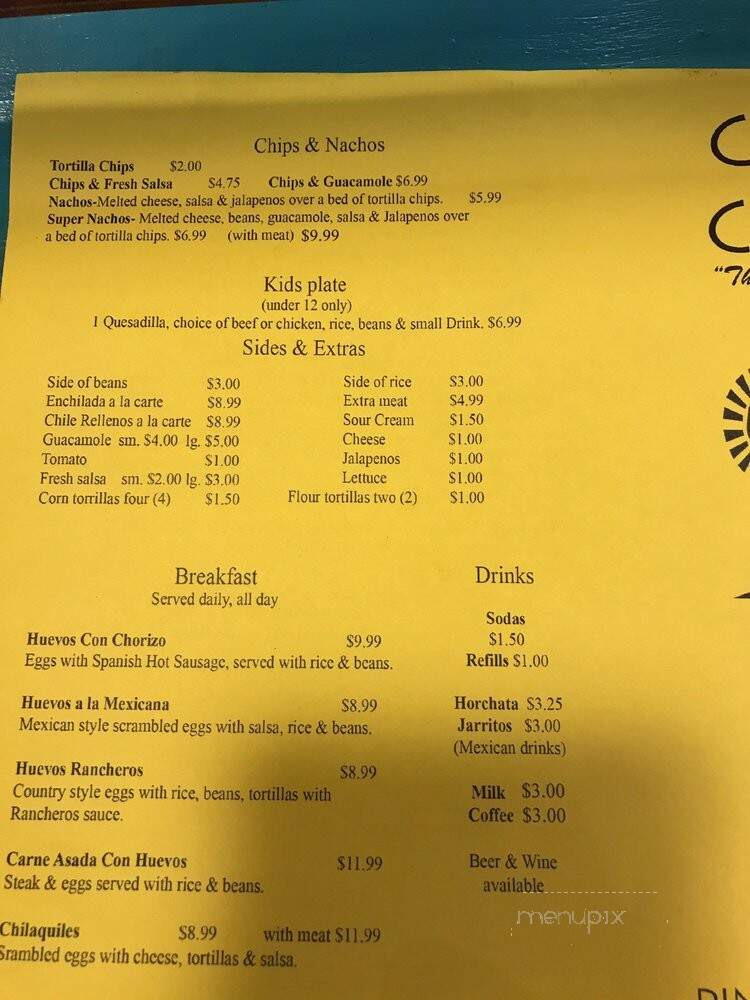 Chips & Nachos
Tortilla Chips $2.00
Chips & Fresh Salsa $4.75 Chips & Guacamole $6.99
Nachos-Melted cheese, salsa & jalapenos over a bed of tortilla chips. $5.99
Super Nachos- Melted cheese, beans, guacamole, salsa & Jalapenos over
a bed of tortilla chips. $6.99 (with meat) $9.99
Kids plate
(under 12 only)
1 Quesadilla, choice of beef or chicken, rice, beans & small Drink. $6.99
Sides & Extras
Side of beans $3.00 Side of rice $3.00
Enchilada a la carte $8.99 Extra meat $4.99
Chile Rellenos a la carte $8.99 Sour Cream $1.50
Guacamole sm. $4.00 lg. $5.00 Cheese $1.00
Tomato $1.00 Jalapenos $1.00
Fresh salsa sm. $2.00 lg. $3.00 Lettuce $1.00
Corn torrillas four (4) $1.50 Flour tortillas two (2) $1.00
Breakfast
Served daily, all day
Huevos Con Chorizo $9.99
Eggs with Spanish Hot Sausage, served with rice & beans.
Huevos a la Mexicana $8.99
Mexican style scrambled eggs with salsa, rice & beans.
Huevos Rancheros $8.99
Country style eggs with rice, beans, tortillas with
Rancheros sauce.
Carne Asada Con Huevos $11.99
Steak & eggs served with rice & beans.
Chilaquiles $8.99 with meat $11.99
Srambled eggs with cheese, tortillas & salsa.
Drinks
Sodas
$1.50
Refills $1.00
Horchata $3.25
Jarritos $3.00
(Mexican drinks)
Milk $3.00
Coffee $3.00
Beer & Wine
available
menupix
C
C
"Th
DIN